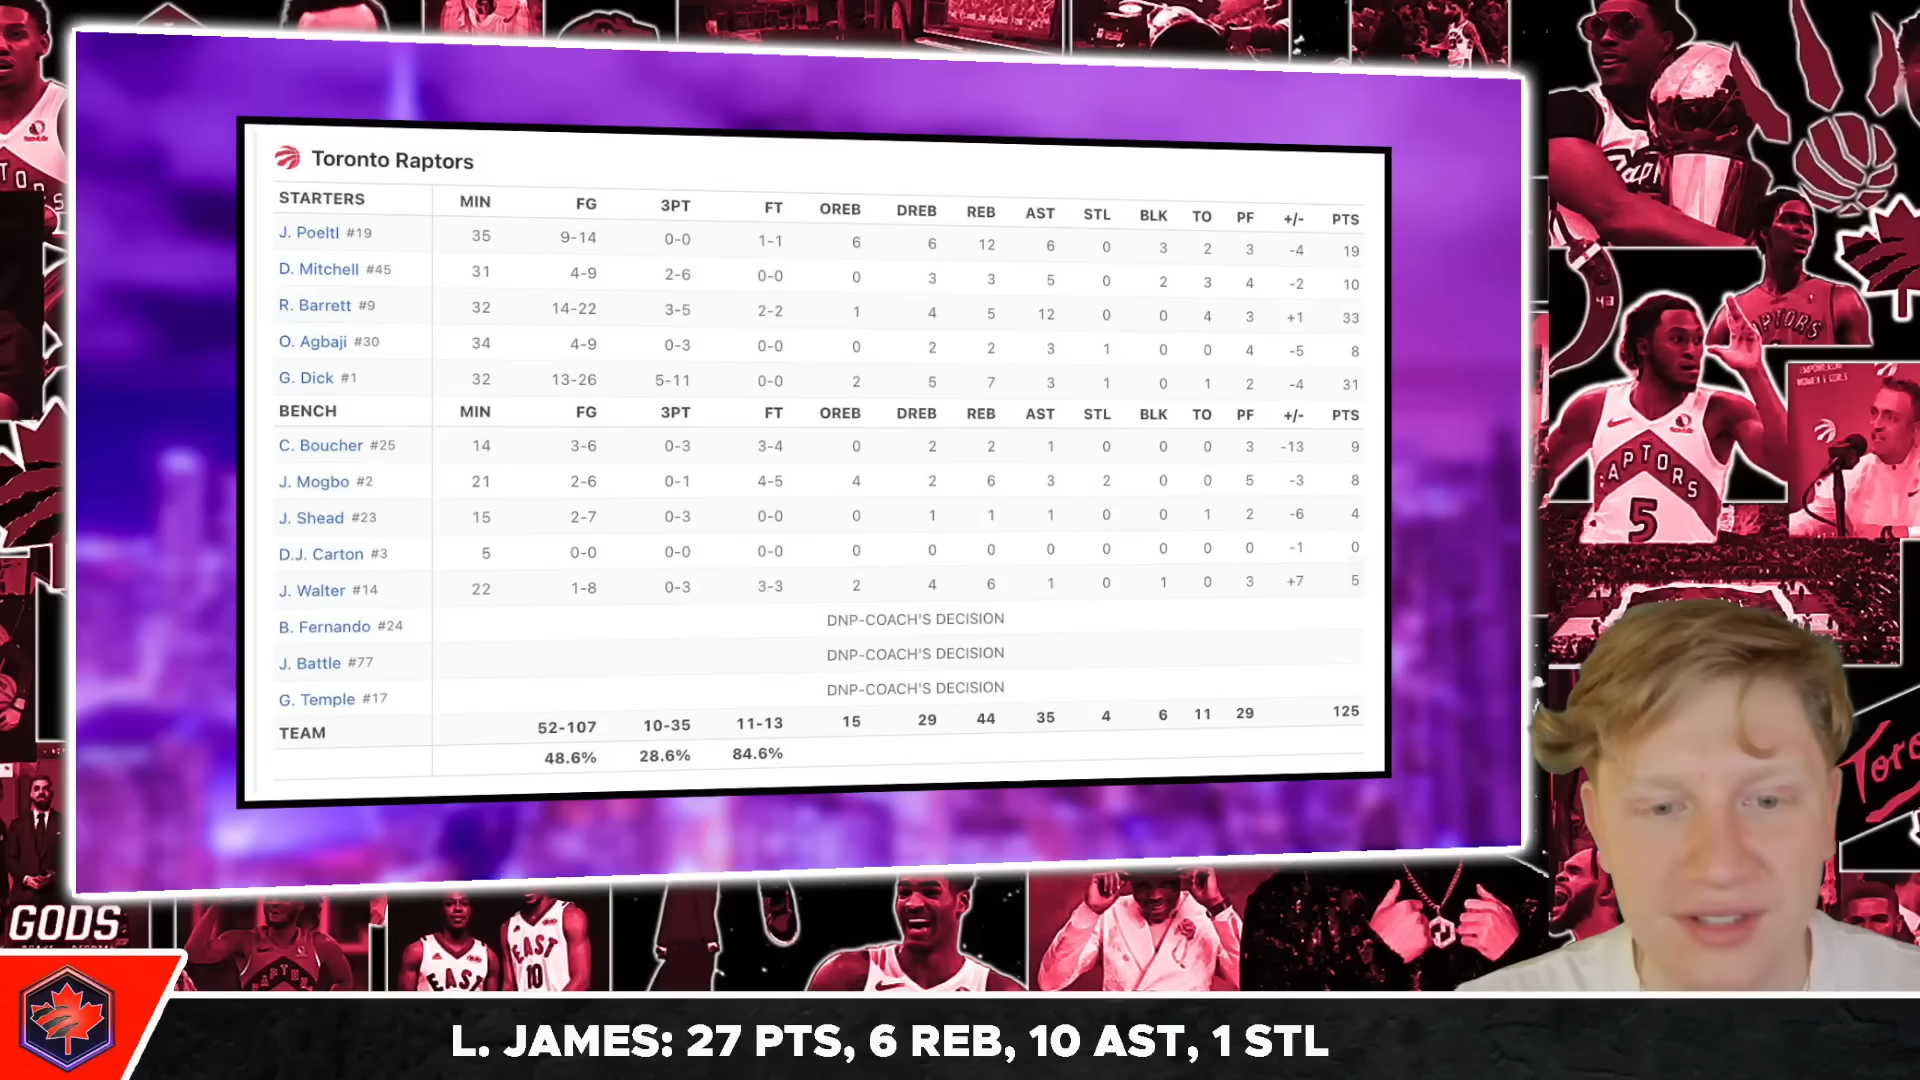 Toronto Raptors
STARTERS MIN FG 3PT FT OREB DREB REB AST STL BLK TO PF +/- PTS
J. Poeltl #19 35 9-14 0-0 1-1 6 6 12 6 0 3 2 3 -4 19
D. Mitchell #45 31 4-9 2-6 0-0 0 3 3 5 0 2 3 4 -2 10
R. Barrett #9 32 14-22 3-5 2-2 1 4 5 12 0 0 4 3 +1 33
O. Agbaji #30 34 4-9 0-3 0-0 0 2 2 3 1 0 0 4 -5 8
G. Dick #1 32 13-26 5-11 0-0 2 5 7 3 1 0 1 2 -4 31
BENCH MIN FG 3PT FT OREB DREB REB AST STL BLK TO PF +/- PTS
C. Boucher #25 14 3-6 0-3 3-4 0 2 2 1 0 0 0 3 -13 9
J. Mogbo #2 21 2-6 0-1 4-5 4 2 6 3 2 0 0 5 -3 8
J. Shead #23 15 2-7 0-3 0-0 0 1 1 1 0 0 1 2 -6 4
D.J. Carton #3 5 0-0 0-0 0-0 0 0 0 0 0 0 0 0 -1 0
J. Walter #14 22 1-8 0-3 3-3 2 4 6 1 0 1 0 3 +7 5
B. Fernando #24 DNP-COACH'S DECISION
J. Battle #77 DNP-COACH'S DECISION
G. Temple #17 DNP-COACH'S DECISION
TEAM 52-107 10-35 11-13 15 29 44 35 4 6 11 29 125
48.6% 28.6% 84.6%
RAPTORS
5
GODS
EAST
EAST
10
L. JAMES: 27 PTS, 6 REB, 10 AST, 1 STL